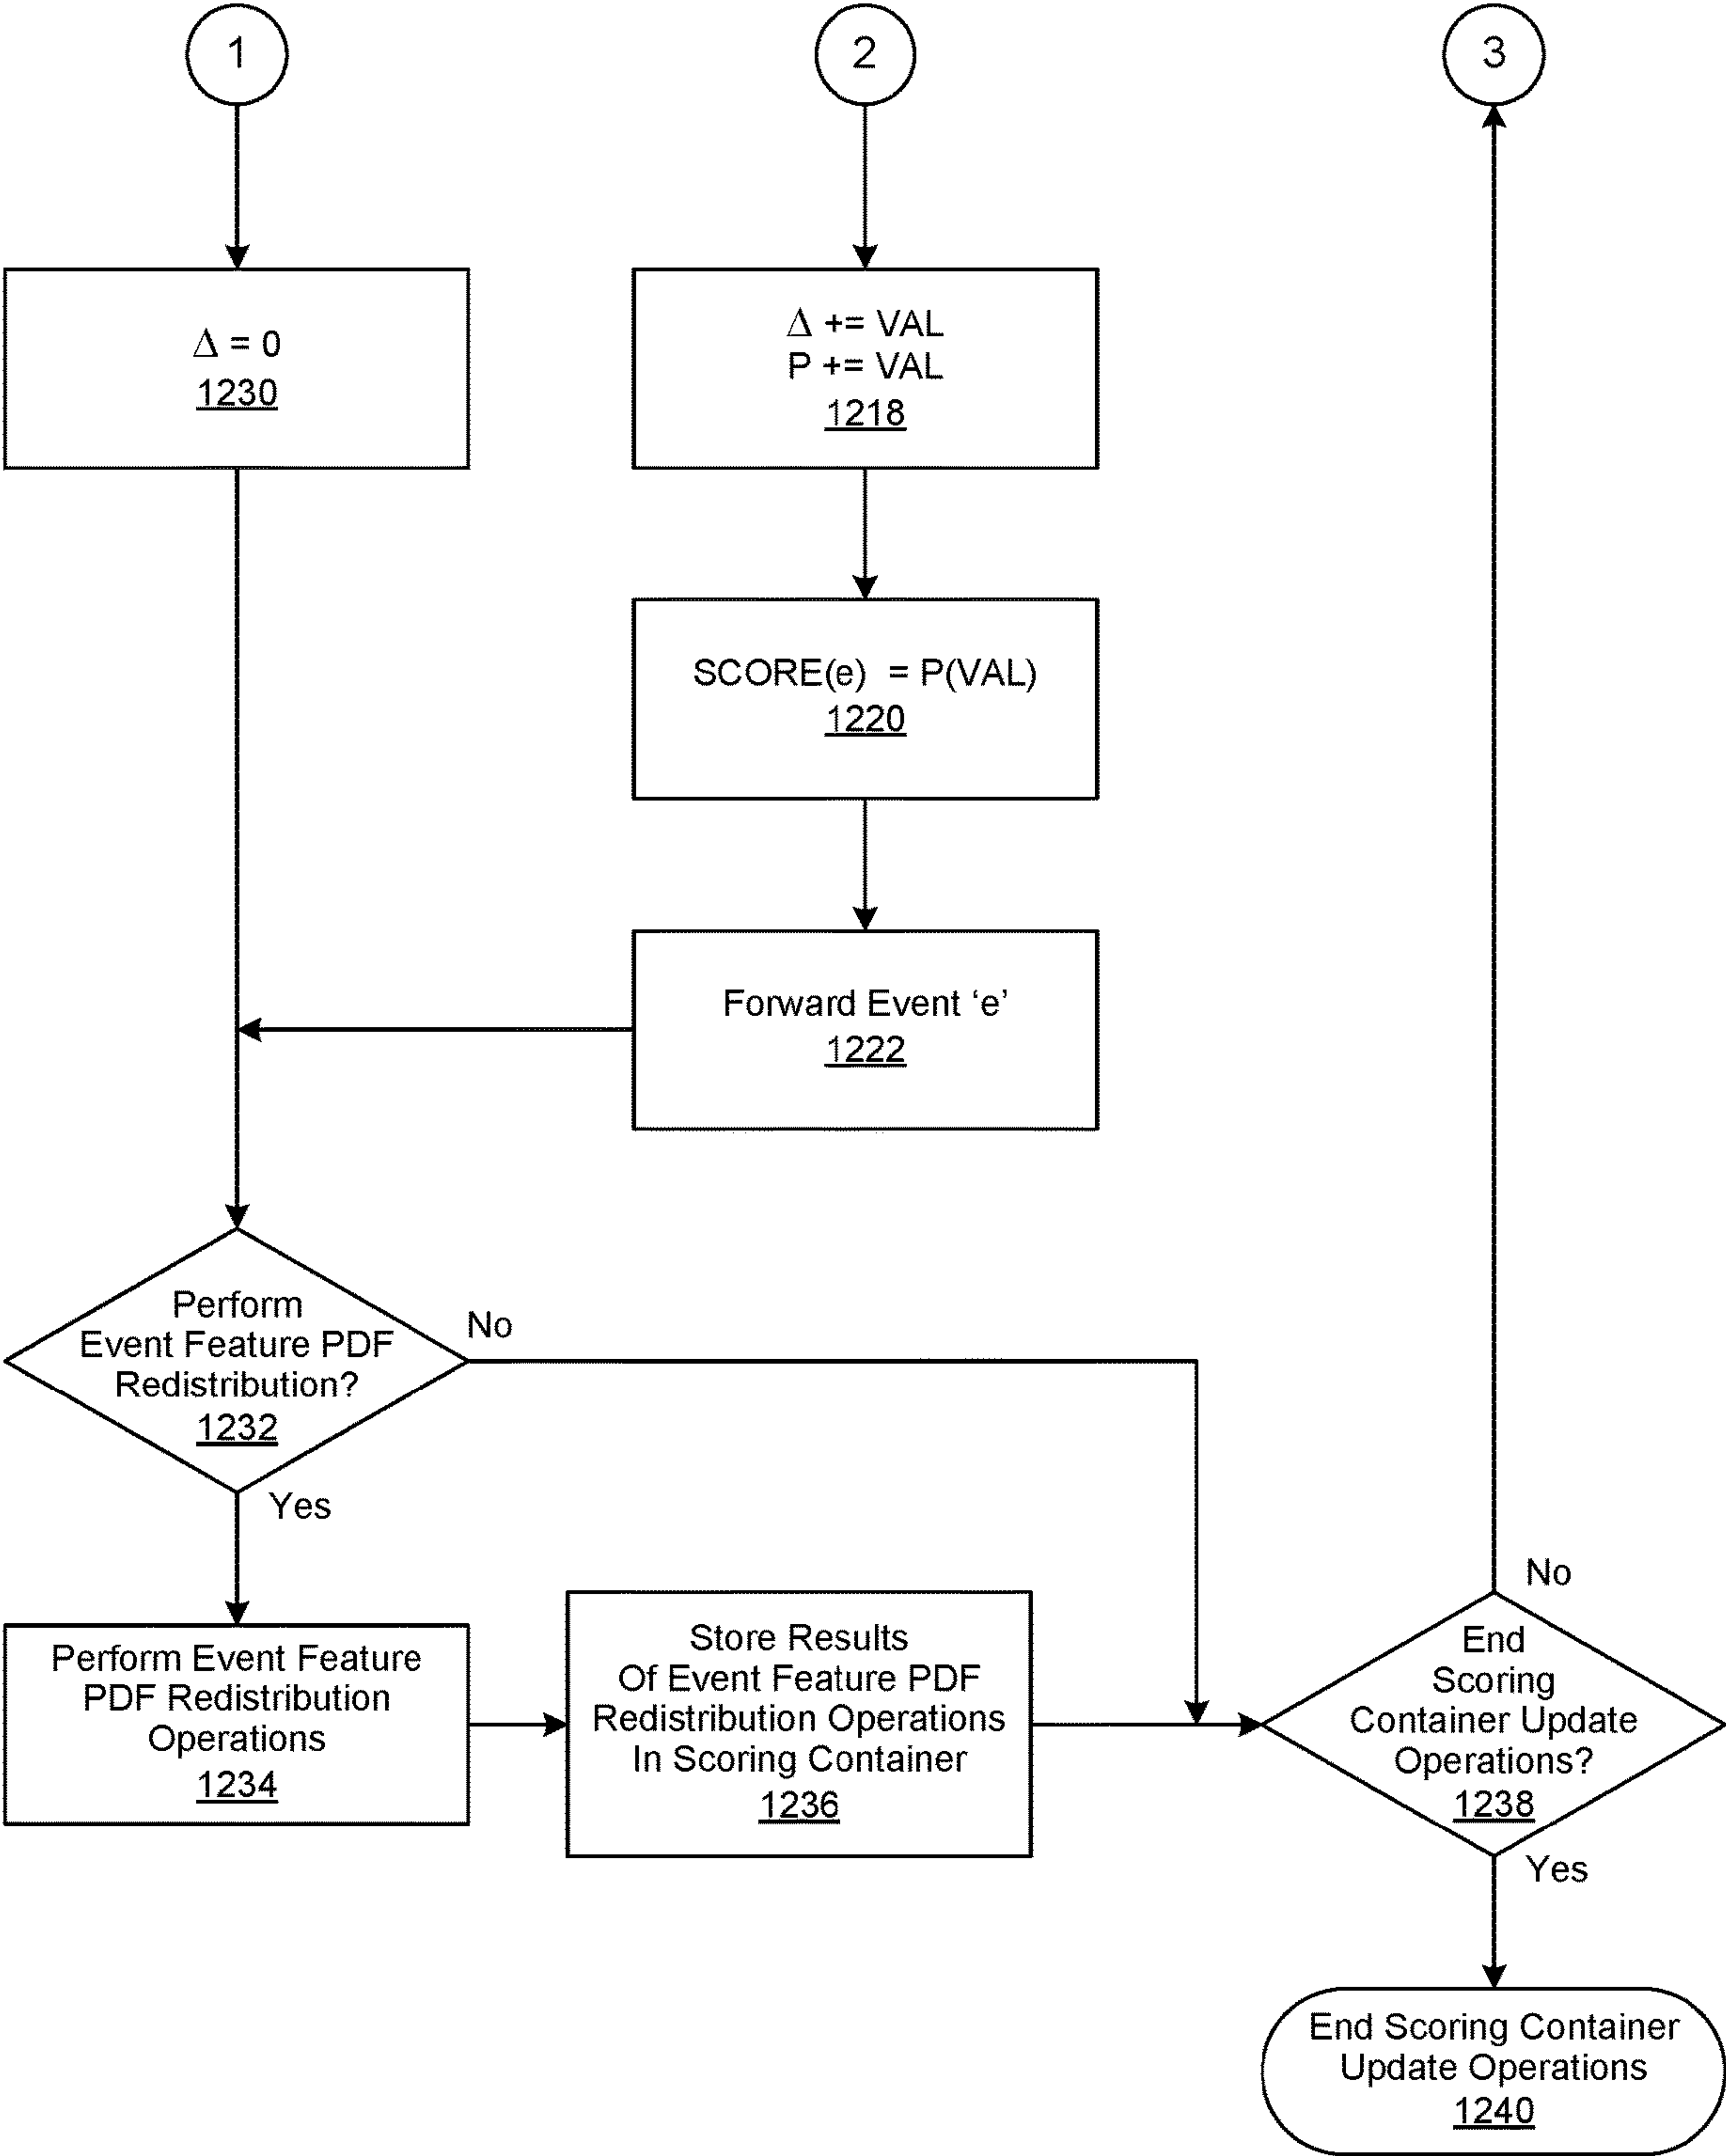 1
2
3
Δ = 0
1230
Δ += VAL
P += VAL
1218
SCORE(e) = P(VAL)
1220
Forward Event ‘e’
1222
Perform
Event Feature PDF
Redistribution?
1232
No
Yes
Perform Event Feature
PDF Redistribution
Operations
1234
Store Results
Of Event Feature PDF
Redistribution Operations
In Scoring Container
1236
No
End
Scoring
Container Update
Operations?
1238
Yes
End Scoring Container
Update Operations
1240